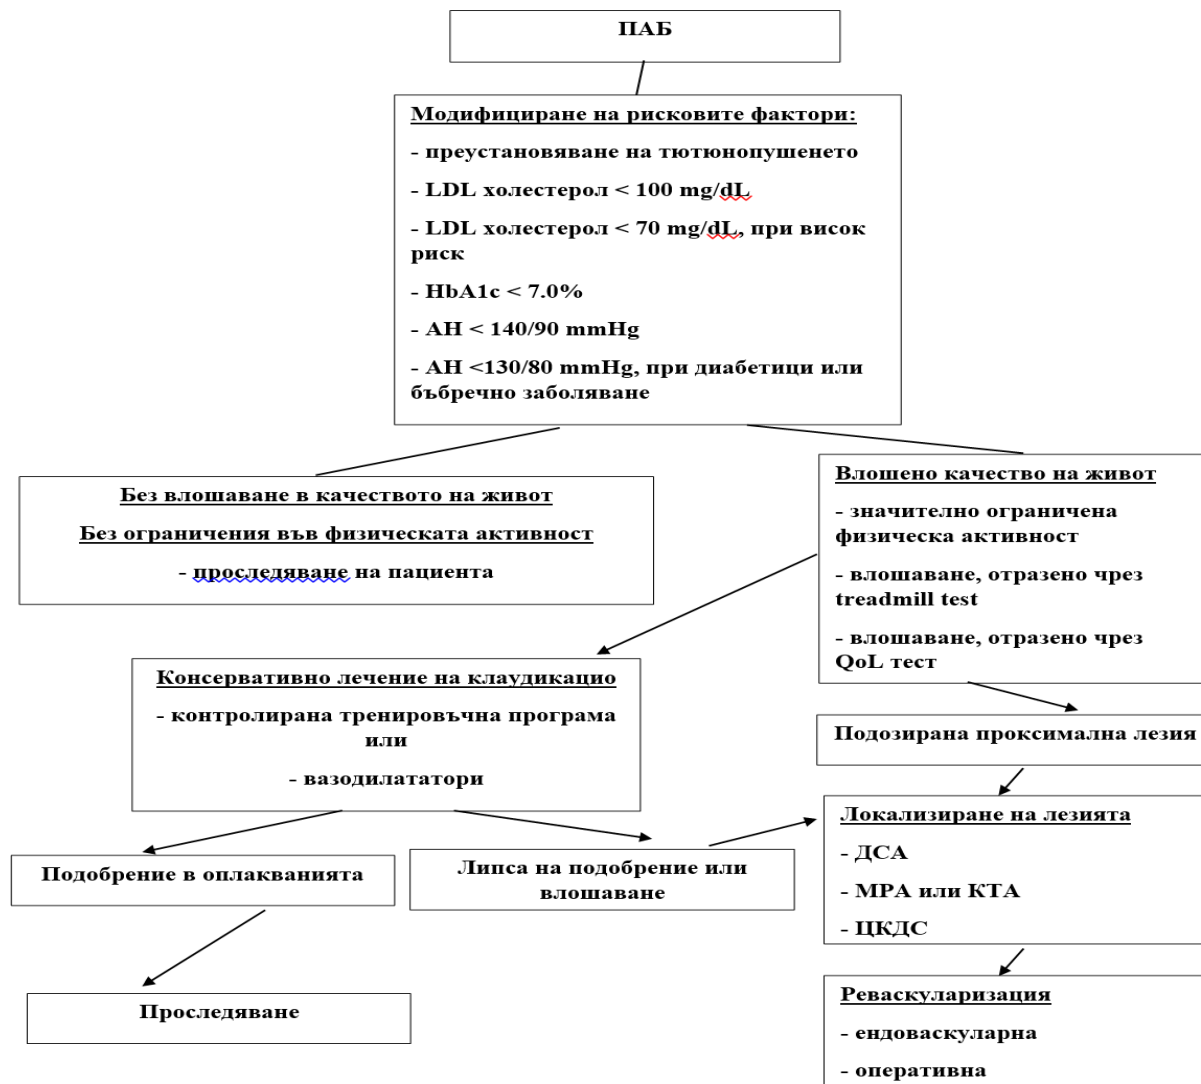 ПАБ
Модифициране на рисковите фактори:
- преустановяване на тютюнопушенето
- LDL холестерол < 100 mg/dL
- LDL холестерол < 70 mg/dL, при висок
риск
- HbA1c < 7.0%
- АН < 140/90 mmHg
- АН <130/80 mmHg, при диабетици или
бъбречно заболяване
Без влошаване в качеството на живот
Без ограничения във физическата активност
- проследяване на пациента
Влошено качество на живот
- значително ограничена
физическа активност
- влошаване, отразено чрез
treadmill test
- влошаване, отразено чрез
QoL тест
Консервативно лечение на клаудикацио
- контролирана тренировъчна програма
или
- вазодилататори
Подозирана проксимална лезия
Локализиране на лезията
- ДСА
- МРА или КТА
- ЦКДС
Подобрение в оплакванията
Липса на подобрение или
влошаване
Проследяване
Реваскуларизация
- ендоваскуларна
- оперативна